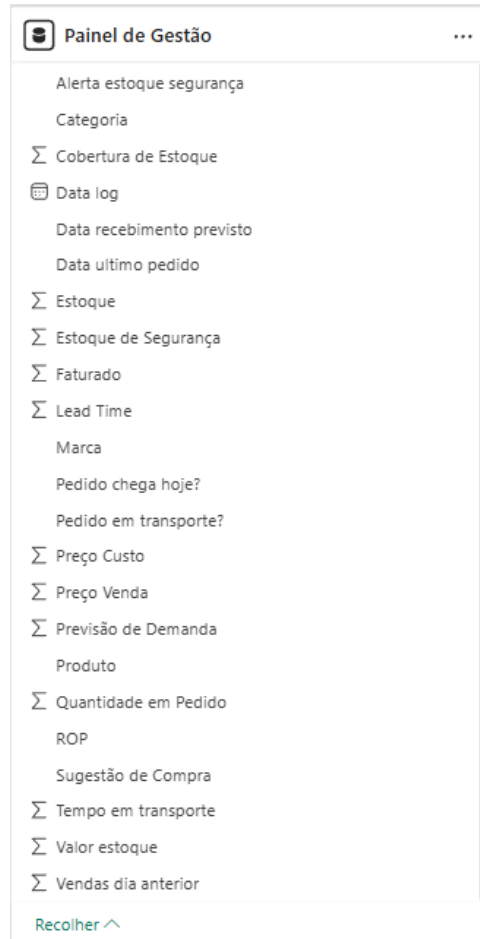 Painel de Gestão
Alerta estoque segurança
Categoria
Cobertura de Estoque
Data log
Data recebimento previsto
Data ultimo pedido
Estoque
Estoque de Segurança
Faturado
Lead Time
Marca
Pedido chega hoje?
Pedido em transporte?
Preço Custo
Preço Venda
Previsão de Demanda
Produto
Quantidade em Pedido
ROP
Sugestão de Compra
Tempo em transporte
Valor estoque
Vendas dia anterior
Recolher